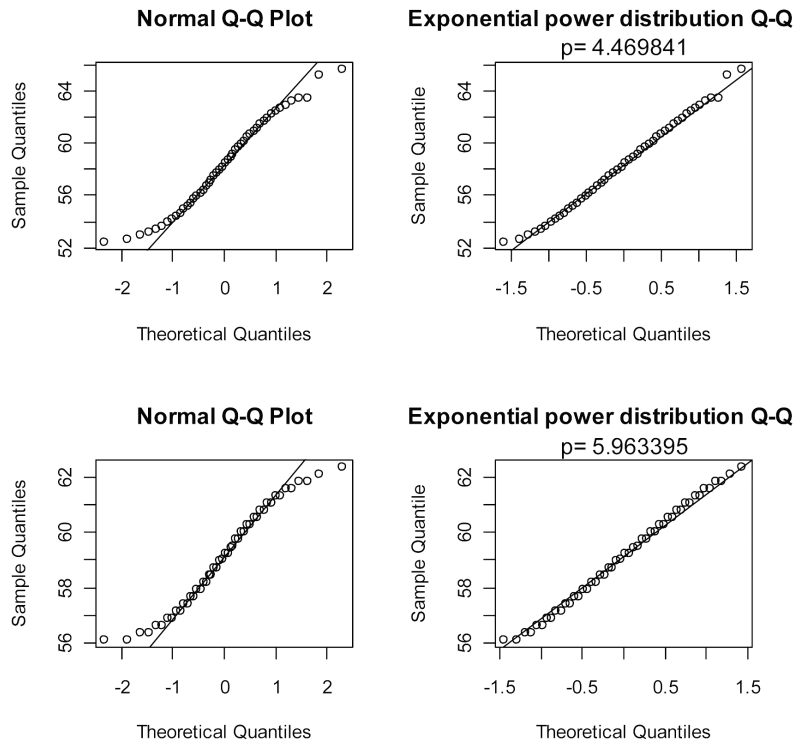 Normal Q-Q Plot
Exponential power distribution Q-Q
p= 4.469841
Sample Quantiles
52 56 60 64
-2 -1 0 1 2
Theoretical Quantiles
Sample Quantile
52 56 60 64
-1.5 -0.5 0.5 1.5
Theoretical Quantiles
Normal Q-Q Plot
Exponential power distribution Q-Q
p= 5.963395
Sample Quantiles
56 58 60 62
-2 -1 0 1 2
Theoretical Quantiles
Sample Quantile
56 58 60 62
-1.5 -0.5 0.5 1.5
Theoretical Quantiles